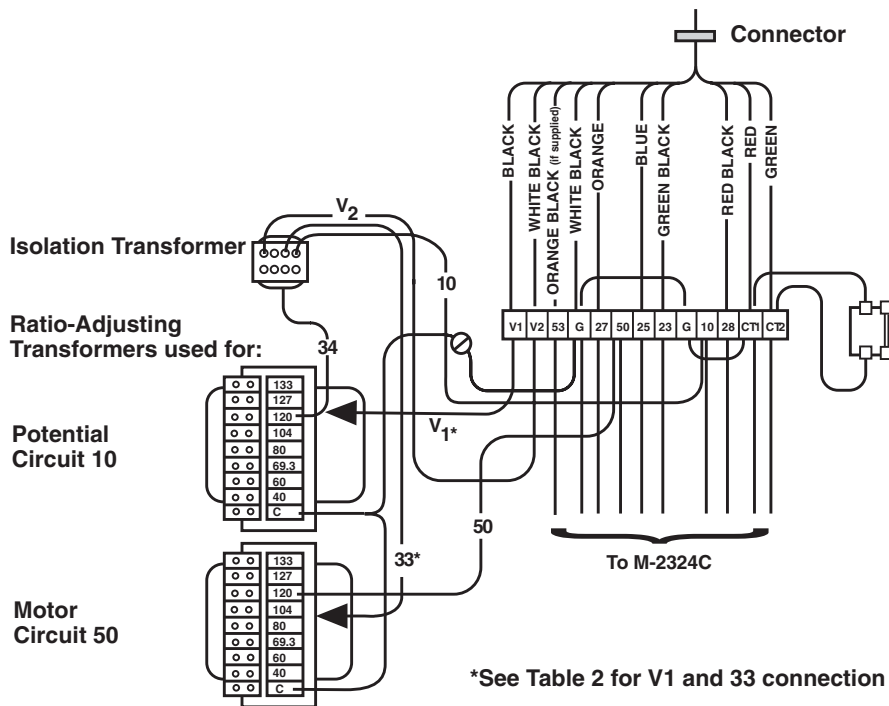 Connector
BLACK
WHITE BLACK
ORANGE BLACK (if supplied)
WHITE BLACK
ORANGE
BLUE
GREEN BLACK
RED BLACK
RED
GREEN
V2
Isolation Transformer
10
V1 V2 53 G 27 50 25 23 G 10 28 CT1 CT2
Ratio-Adjusting
Transformers used for:
34
133
127
120
104
80
69.3
60
40
C
V1*
Potential
Circuit 10
50
33*
To M-2324C
133
127
120
104
80
69.3
60
40
C
Motor
Circuit 50
*See Table 2 for V1 and 33 connection